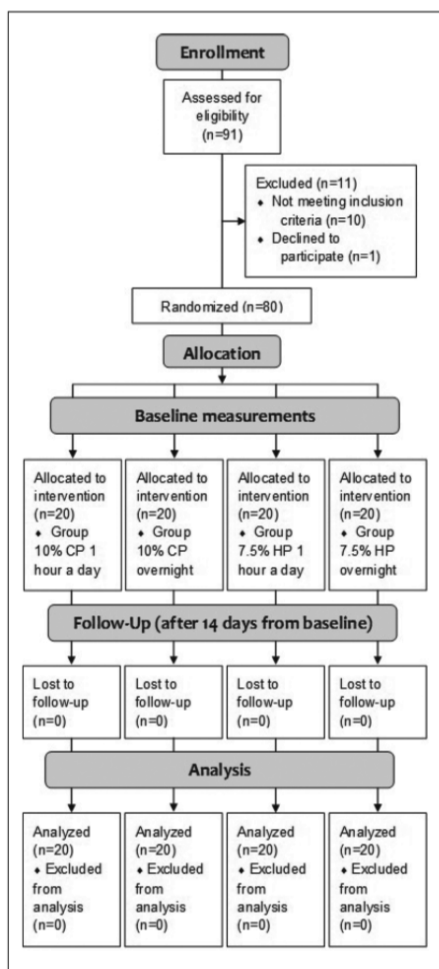 Enrollment
Assessed for
eligibility
(n=91)
Excluded (n=11)
♦ Not meeting inclusion
criteria (n=10)
♦ Declined to
participate (n=1)
Randomized (n=80)
Allocation
Baseline measurements
Allocated to
intervention
(n=20)
♦ Group
10% CP 1
hour a day
Allocated to
intervention
(n=20)
♦ Group
10% CP
overnight
Allocated to
intervention
(n=20)
♦ Group
7.5% HP 1
hour a day
Allocated to
intervention
(n=20)
♦ Group
7.5% HP
overnight
Follow-Up (after 14 days from baseline)
Lost to
follow-up
(n=0)
Lost to
follow-up
(n=0)
Lost to
follow-up
(n=0)
Lost to
follow-up
(n=0)
Analysis
Analyzed
(n=20)
♦ Excluded
from
analysis
(n=0)
Analyzed
(n=20)
♦ Excluded
from
analysis
(n=0)
Analyzed
(n=20)
♦ Excluded
from
analysis
(n=0)
Analyzed
(n=20)
♦ Excluded
from
analysis
(n=0)